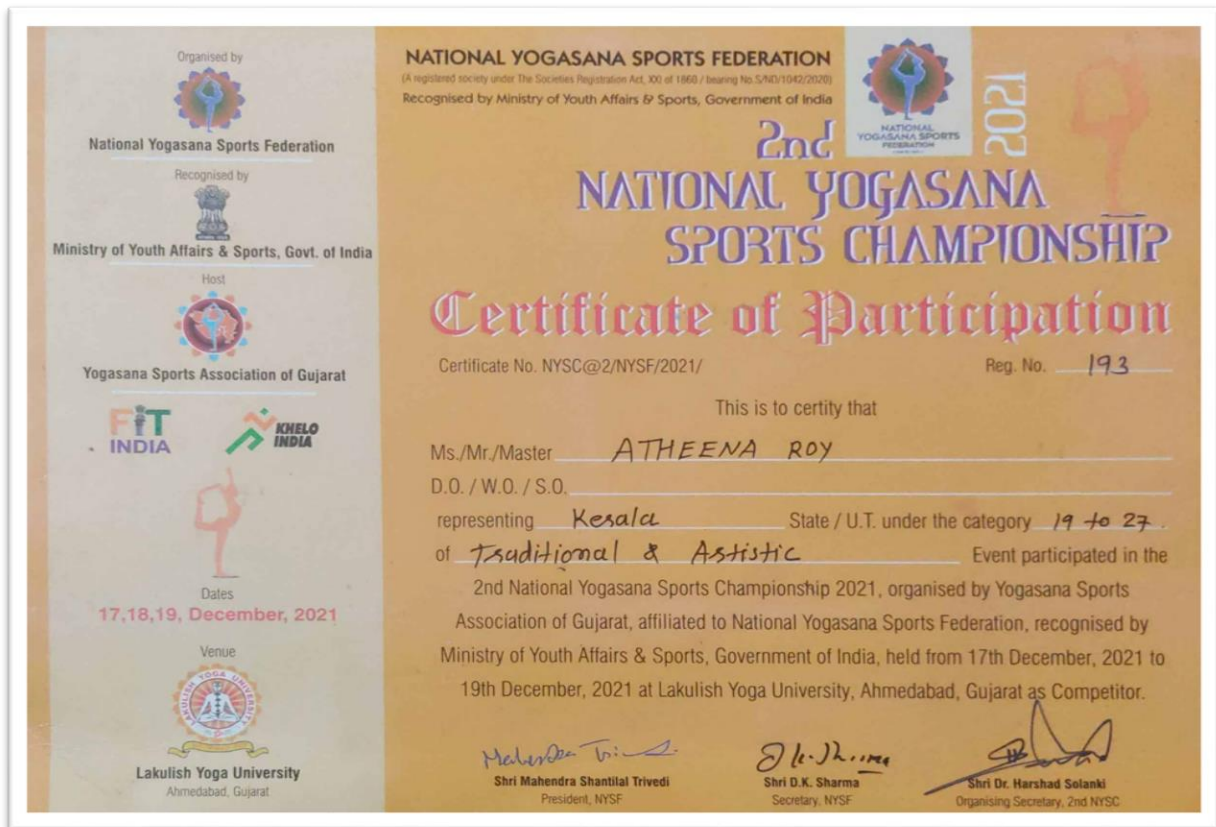 Organised by
National Yogasana Sports Federation
Recognised by
Ministry of Youth Affairs & Sports, Govt. of India
Host
Yogasana Sports Association of Gujarat
FIT
INDIA
KHELO
INDIA
Dates
17,18,19, December, 2021
Venue
LAKULISH YOGA UNIVERSITY
Lakulish Yoga University
Ahmedabad, Gujarat
NATIONAL YOGASANA SPORTS FEDERATION
(A registered society under The Societies Registration Act, XXI of 1860 / bearing No.S/ND/1042/2020)
Recognised by Ministry of Youth Affairs & Sports, Government of India
NATIONAL
YOGASANA SPORTS
FEDERATION
2021
2nd
NATIONAL YOGASANA
SPORTS CHAMPIONSHIP
Certificate of Participation
Certificate No. NYSC@2/NYSF/2021/ Reg. No. 193
This is to certity that
Ms./Mr./Master ATHEENA ROY
D.O. / W.O. / S.O.
representing Kerala State / U.T. under the category 19 to 27.
of Traditional & Artistic Event participated in the
2nd National Yogasana Sports Championship 2021, organised by Yogasana Sports
Association of Gujarat, affiliated to National Yogasana Sports Federation, recognised by
Ministry of Youth Affairs & Sports, Government of India, held from 17th December, 2021 to
19th December, 2021 at Lakulish Yoga University, Ahmedabad, Gujarat as Competitor.
Shri Mahendra Shantilal Trivedi
President, NYSF
Shri D.K. Sharma
Secretary, NYSF
Shri Dr. Harshad Solanki
Organising Secretary, 2nd NYSC